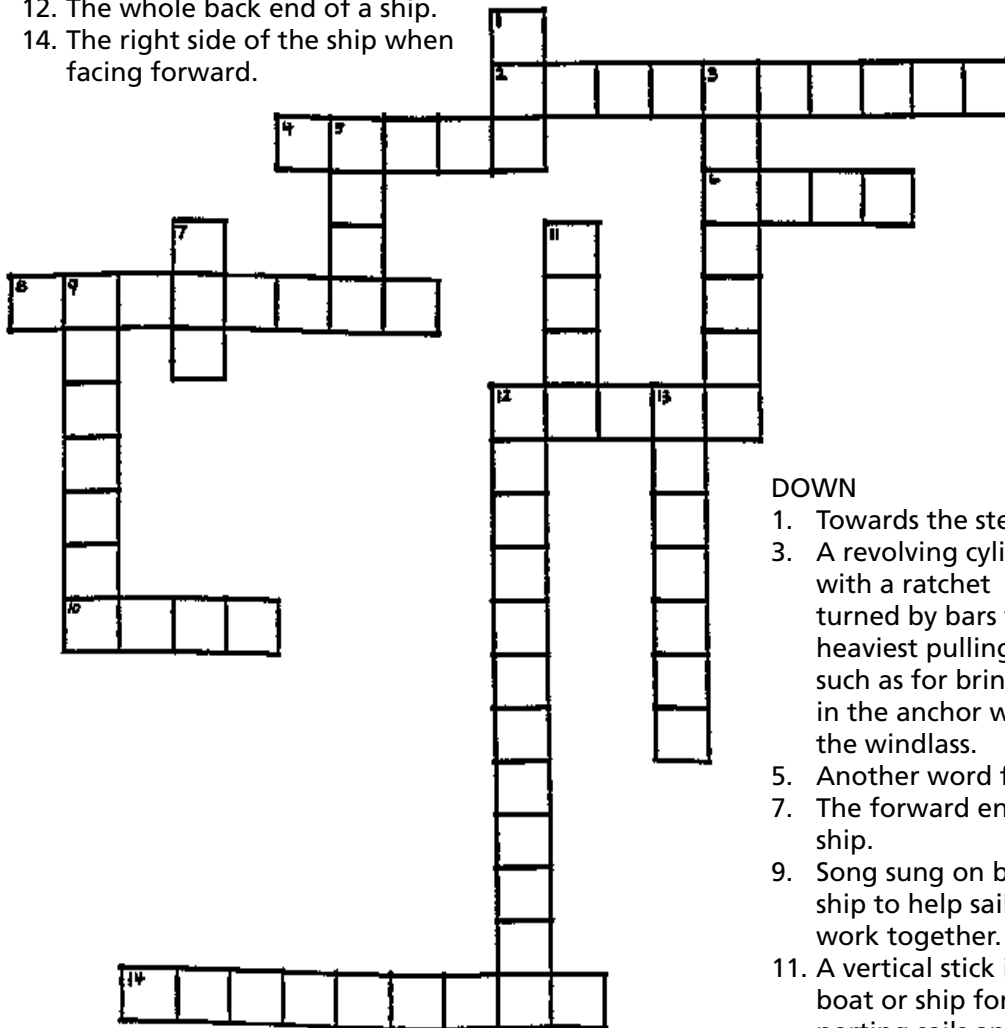 12. The whole back end of a ship.
14. The right side of the ship when
facing forward.
1
2
3
4
5
6
7
11
8
9
12
13
10
14
DOWN
1. Towards the ste
3. A revolving cyli
with a ratchet
turned by bars
heaviest pulling
such as for brin
in the anchor w
the windlass.
5. Another word f
7. The forward en
ship.
9. Song sung on b
ship to help sail
work together.
11. A vertical stick i
boat or ship for